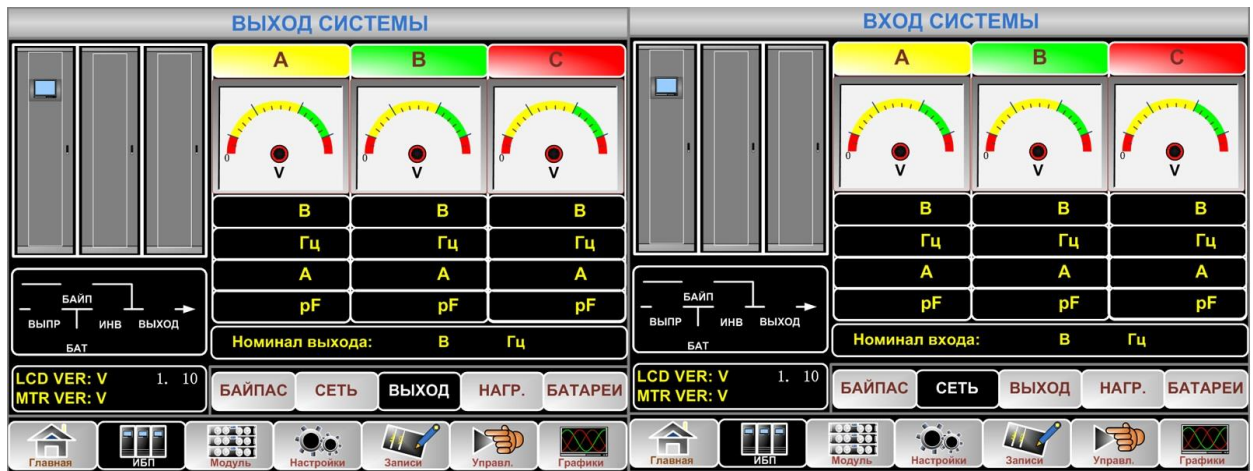 ВЫХОД СИСТЕМЫ
A B C
0 0 0
V V V
В В В
Гц Гц Гц
А А А
pF pF pF
БАЙП
ВЫПР ИНВ ВЫХОД
БАТ
Номинал выхода: В Гц
LCD VER: V 1. 10
MTR VER: V
БАЙПАС СЕТЬ ВЫХОД НАГР. БАТАРЕИ
Главная ИБП Модуль Настройки Записи Управл. Графики
ВХОД СИСТЕМЫ
A B C
0 0 0
V V V
В В В
Гц Гц Гц
А А А
pF pF pF
БАЙП
ВЫПР ИНВ ВЫХОД
БАТ
Номинал входа: В Гц
LCD VER: V 1. 10
MTR VER: V
БАЙПАС СЕТЬ ВЫХОД НАГР. БАТАРЕИ
Главная ИБП Модуль Настройки Записи Управл. Графики